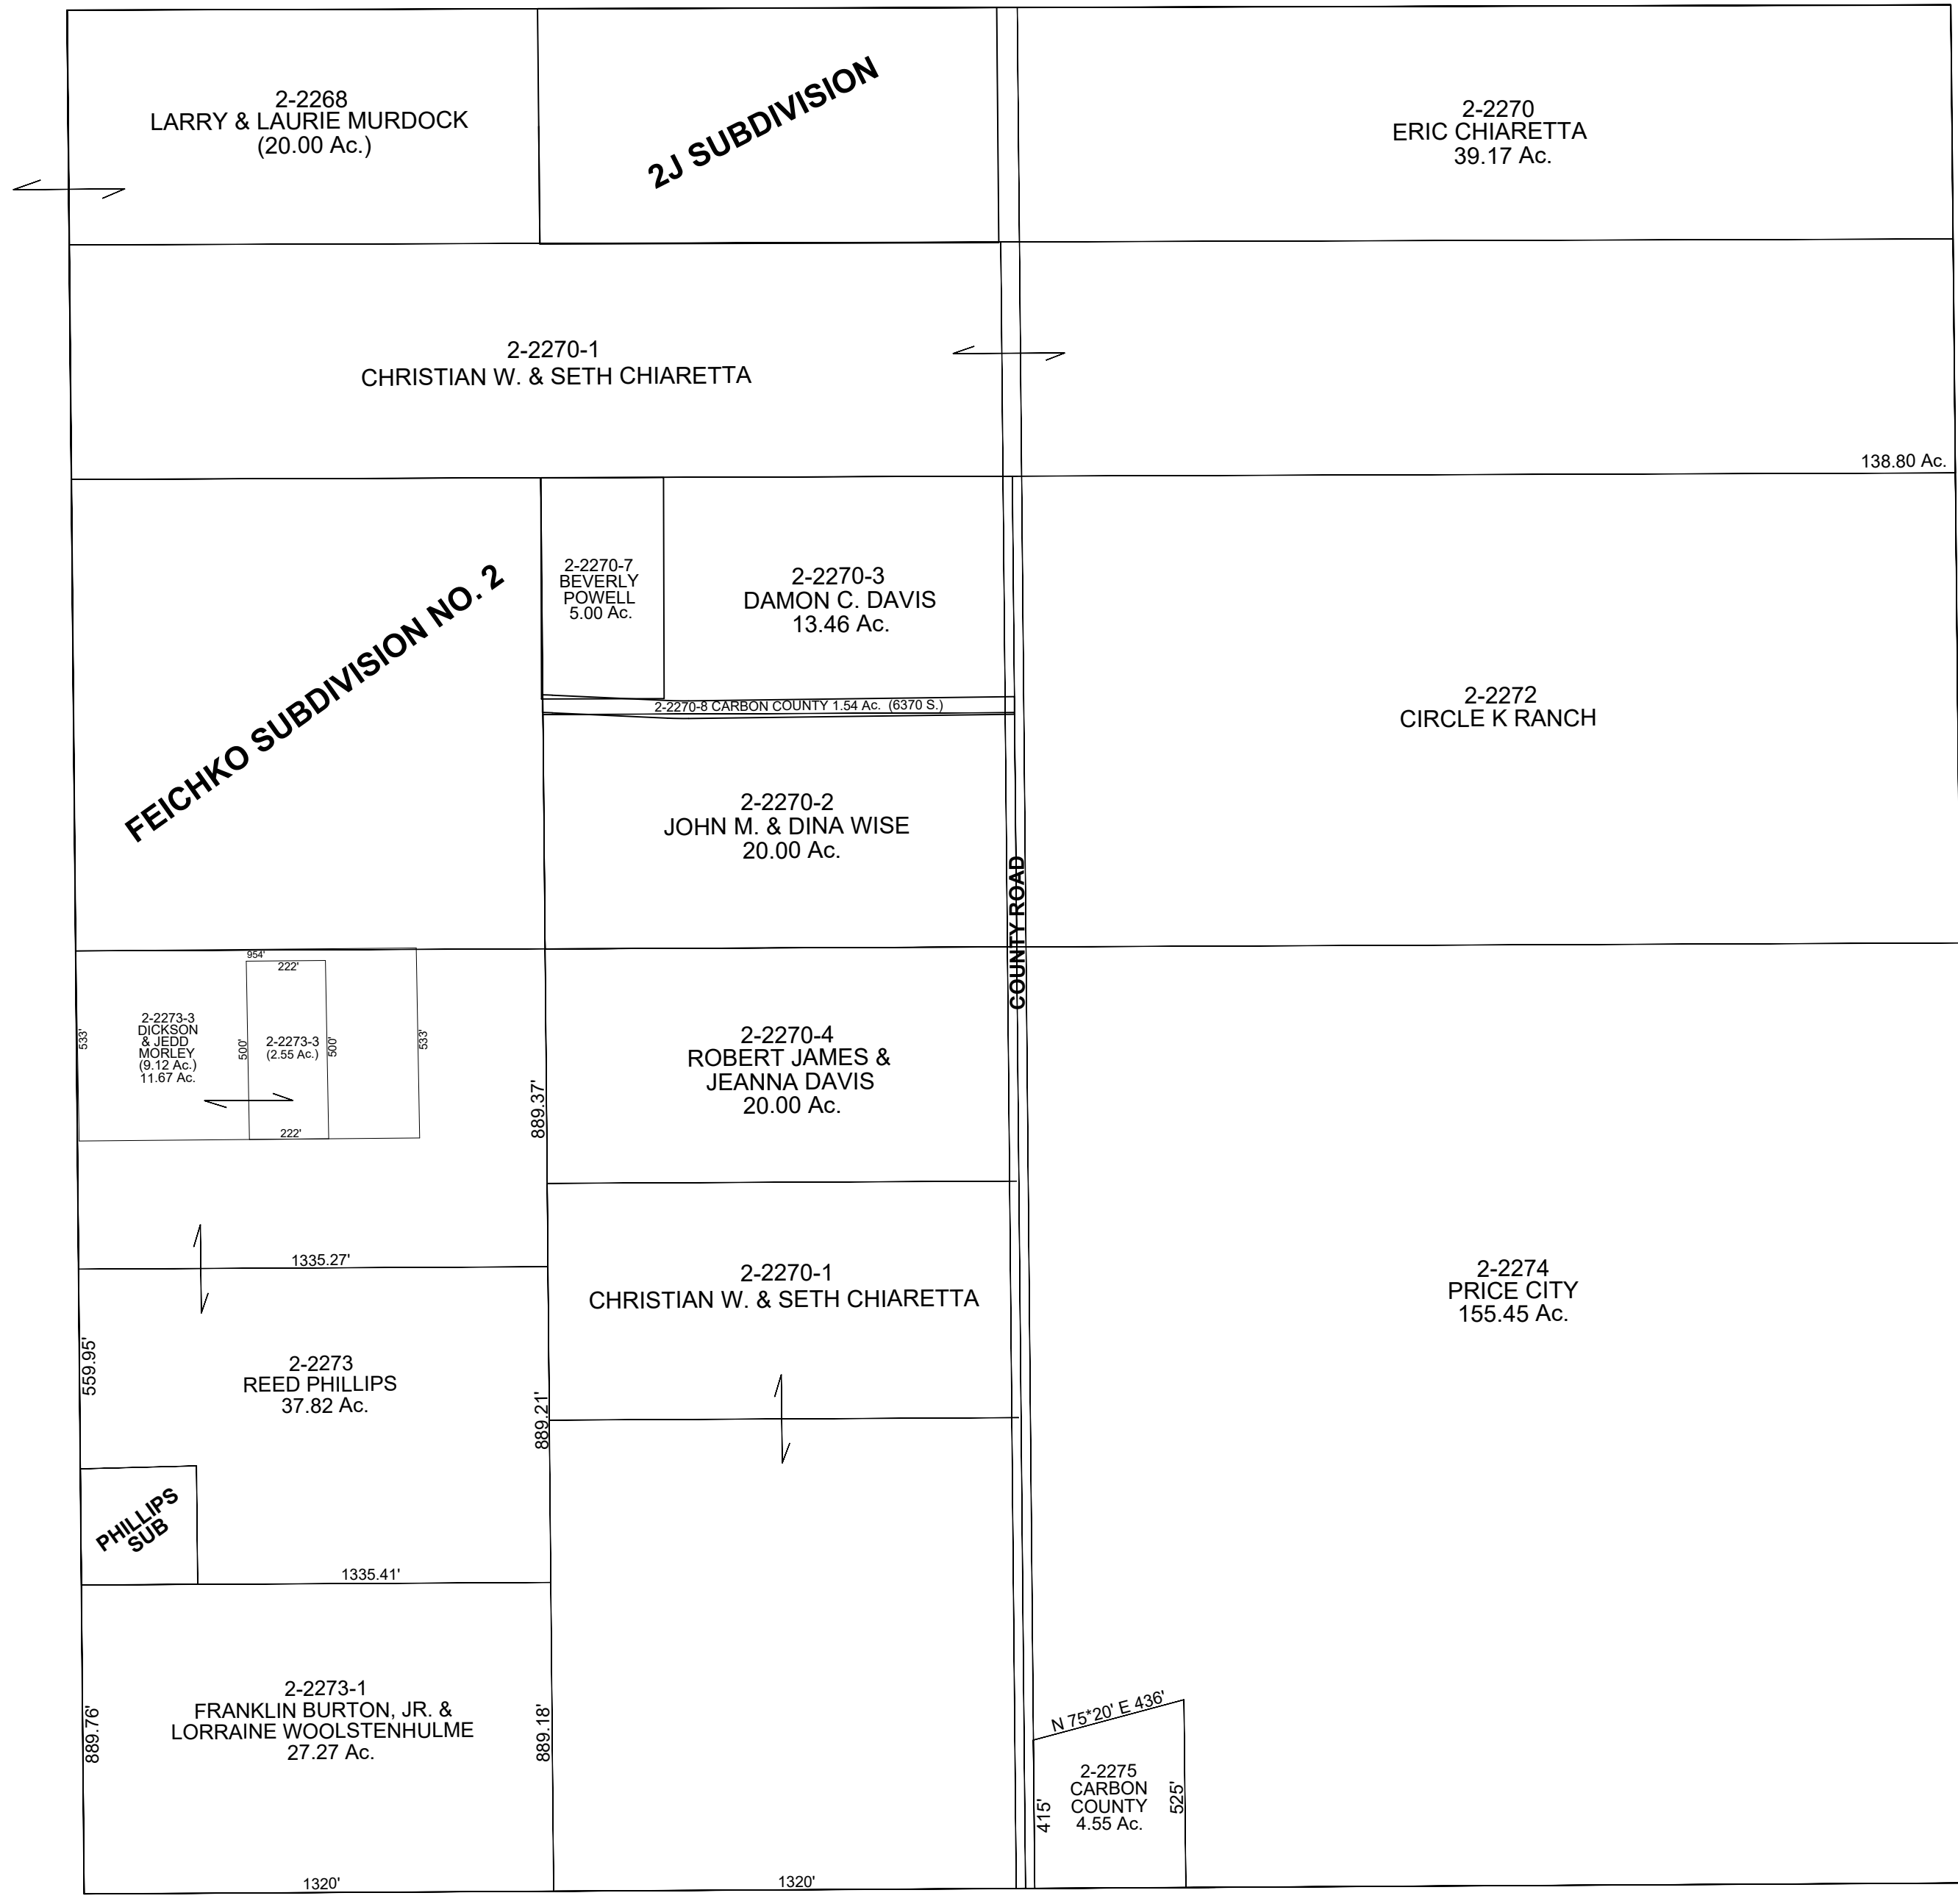 2-2268
LARRY & LAURIE MURDOCK
(20.00 Ac.)
2J SUBDIVISION
2-2270
ERIC CHIARETTA
39.17 Ac.
2-2270-1
CHRISTIAN W. & SETH CHIARETTA
138.80 Ac.
FEICHKO SUBDIVISION NO. 2
2-2270-7
BEVERLY
POWELL
5.00 Ac.
2-2270-3
DAMON C. DAVIS
13.46 Ac.
2-2270-8 CARBON COUNTY 1.54 Ac. (6370 S.)
2-2272
CIRCLE K RANCH
2-2270-2
JOHN M. & DINA WISE
20.00 Ac.
COUNTY ROAD
954'
222'
533'
2-2273-3
DICKSON
& JEDD
MORLEY
(9.12 Ac.)
11.67 Ac.
500'
2-2273-3
(2.55 Ac.)
500'
533'
222'
889.37'
2-2270-4
ROBERT JAMES &
JEANNA DAVIS
20.00 Ac.
1335.27'
2-2270-1
CHRISTIAN W. & SETH CHIARETTA
2-2274
PRICE CITY
155.45 Ac.
559.95'
2-2273
REED PHILLIPS
37.82 Ac.
889.21'
PHILLIPS
SUB
1335.41'
889.76'
2-2273-1
FRANKLIN BURTON, JR. &
LORRAINE WOOLSTENHULME
27.27 Ac.
889.18'
N 75*20' E 436'
415'
2-2275
CARBON
COUNTY
4.55 Ac.
525'
1320'
1320'